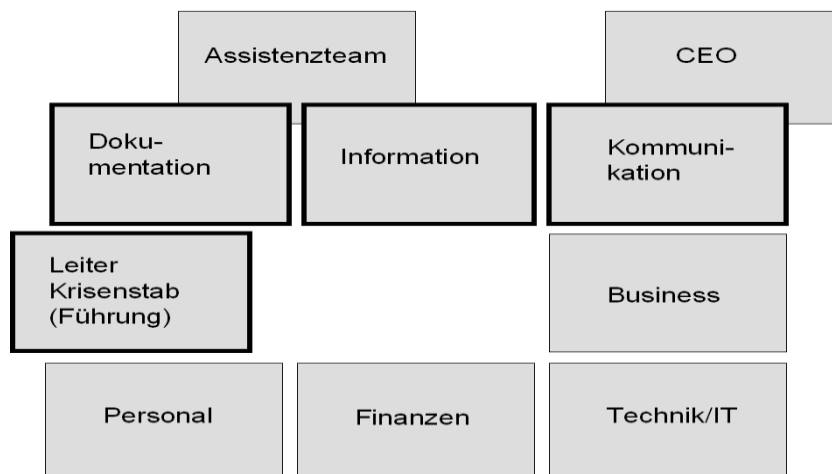 Assistenzteam
CEO
Doku-
mentation
Information
Kommuni-
kation
Leiter
Krisenstab
(Führung)
Business
Personal
Finanzen
Technik/IT